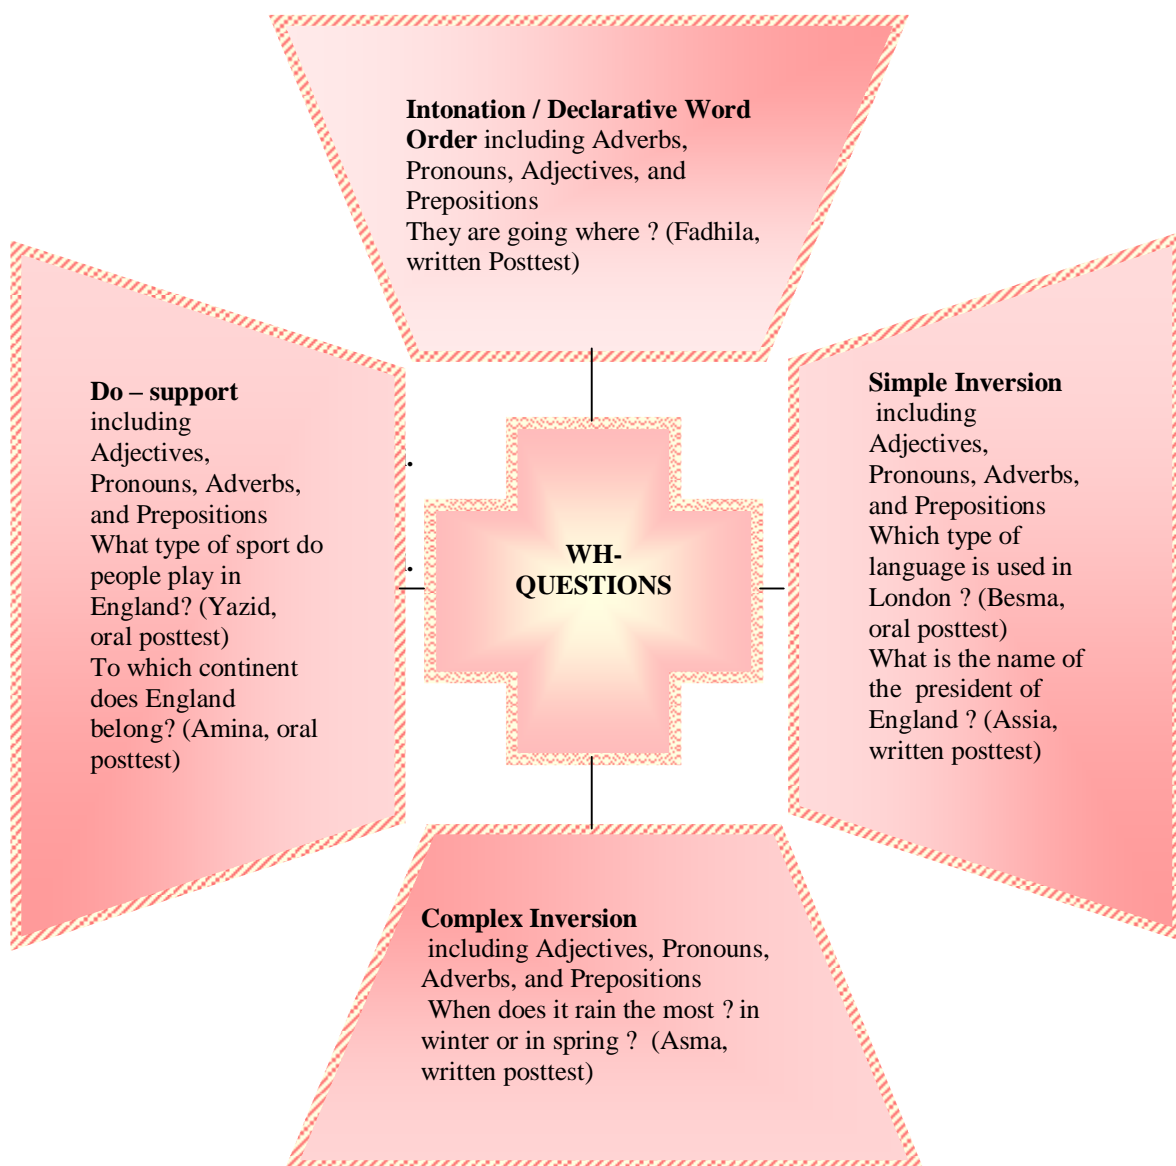 Intonation / Declarative Word
Order including Adverbs,
Pronouns, Adjectives, and
Prepositions
They are going where ? (Fadhila,
written Posttest)
Do – support
including
Adjectives,
Pronouns, Adverbs,
and Prepositions
What type of sport do
people play in
England? (Yazid,
oral posttest)
To which continent
does England
belong? (Amina, oral
posttest)
.
.
WH-
QUESTIONS
Simple Inversion
including
Adjectives,
Pronouns, Adverbs,
and Prepositions
Which type of
language is used in
London ? (Besma,
oral posttest)
What is the name of
the president of
England ? (Assia,
written posttest)
Complex Inversion
including Adjectives, Pronouns,
Adverbs, and Prepositions
When does it rain the most ? in
winter or in spring ? (Asma,
written posttest)